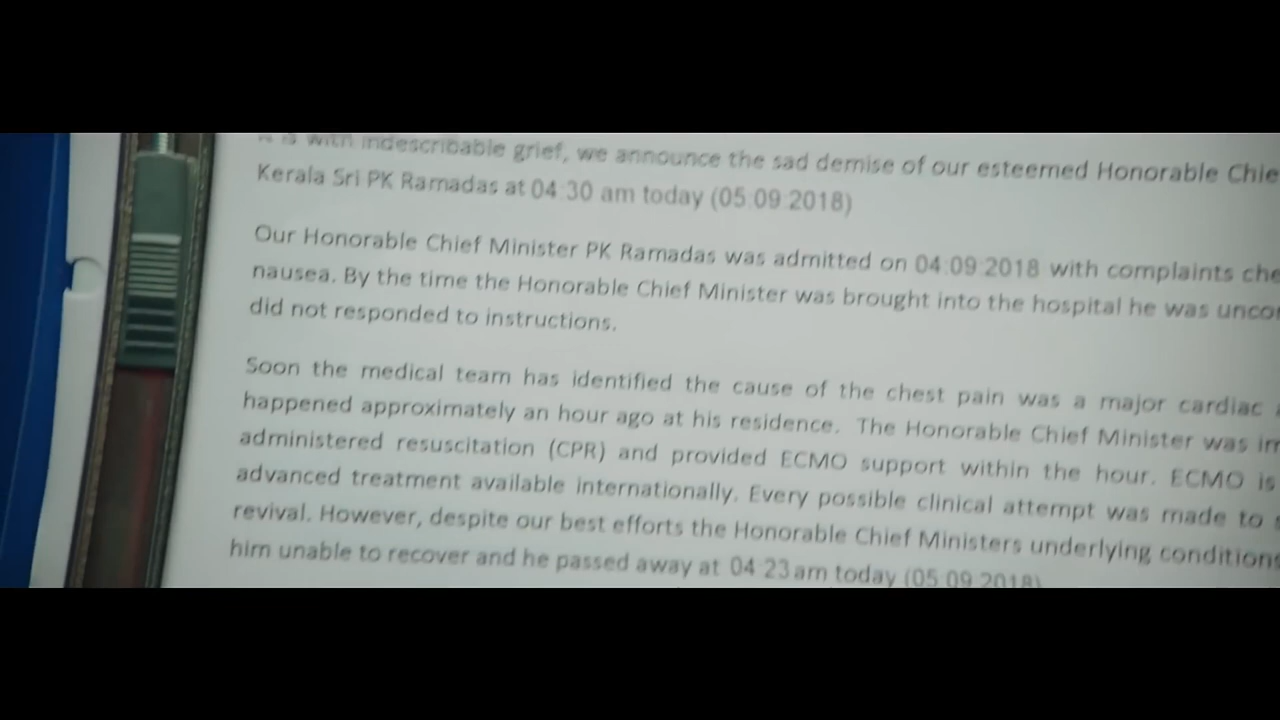 is with indescribable grief, we announce the sad demise of our esteemed Honorable Chie
Kerala Sri PK Ramadas at 04 30 am today (05 09 2018)
Our Honorable Chief Minister PK Ramadas was admitted on 04 09 2018 with complaints che
nausea. By the time the Honorable Chief Minister was brought into the hospital he was unco
did not responded to instructions.
Soon the medical team has identified the cause of the chest pain was a major cardiac
happened approximately an hour ago at his residence. The Honorable Chief Minister was im
administered resuscitation (CPR) and provided ECMO support within the hour. ECMO is
advanced treatment available internationally. Every possible clinical attempt was made to
revival. However, despite our best efforts the Honorable Chief Ministers underlying conditions
him unable to recover and he passed away at 04 23 am today (05 09 2018)